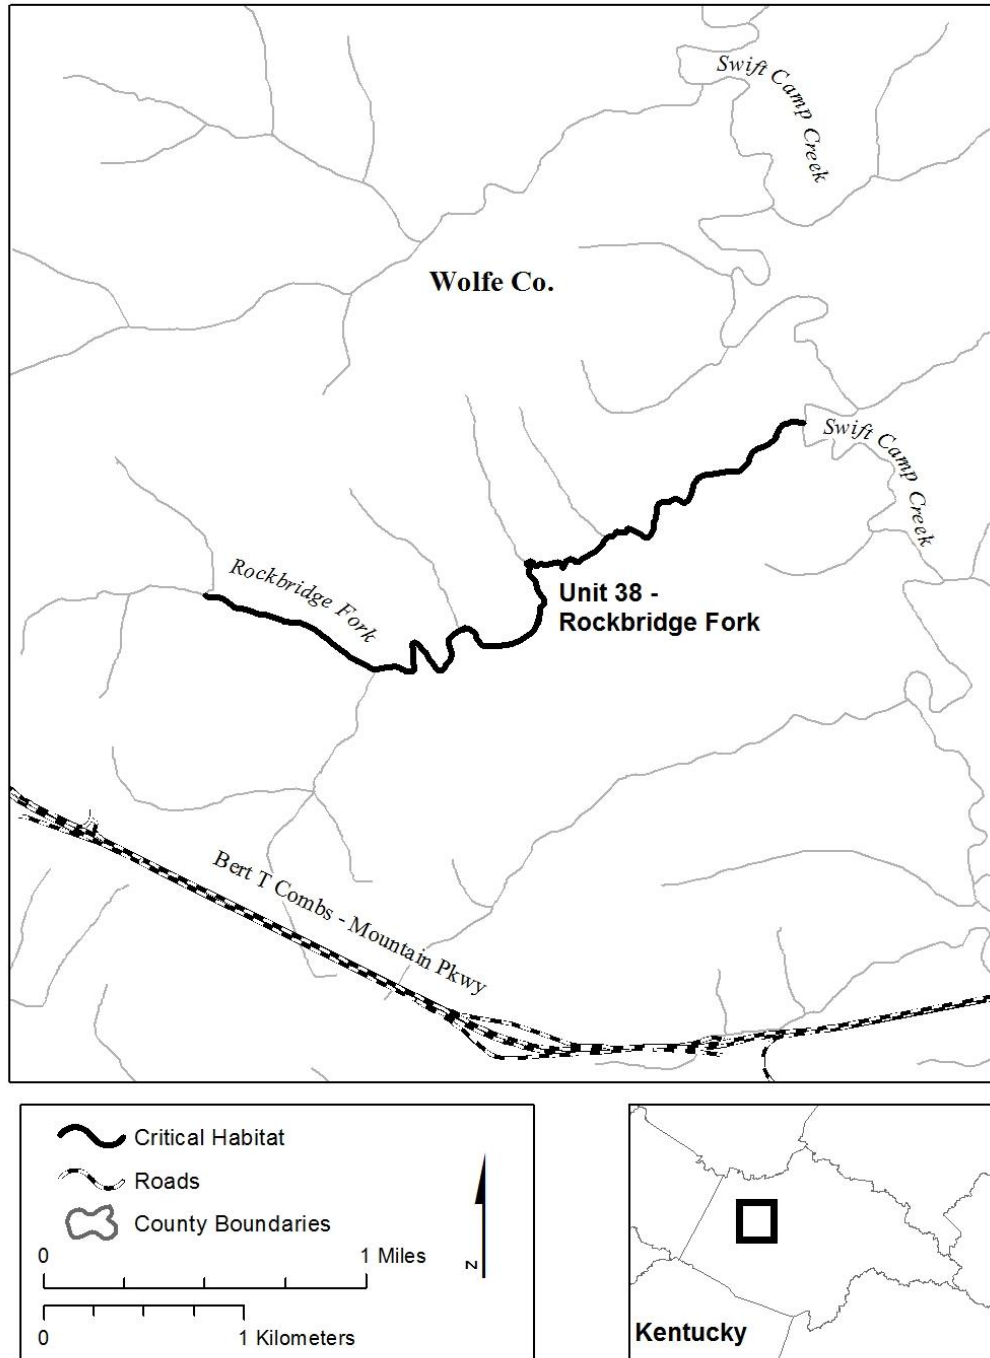 Swift Camp Creek
Wolfe Co.
Swift Camp Creek
Rockbridge Fork
Unit 38 -
Rockbridge Fork
Bert T Combs - Mountain Pkwy
Critical Habitat
Roads
County Boundaries
0 1 Miles
0 1 Kilometers
N
Kentucky